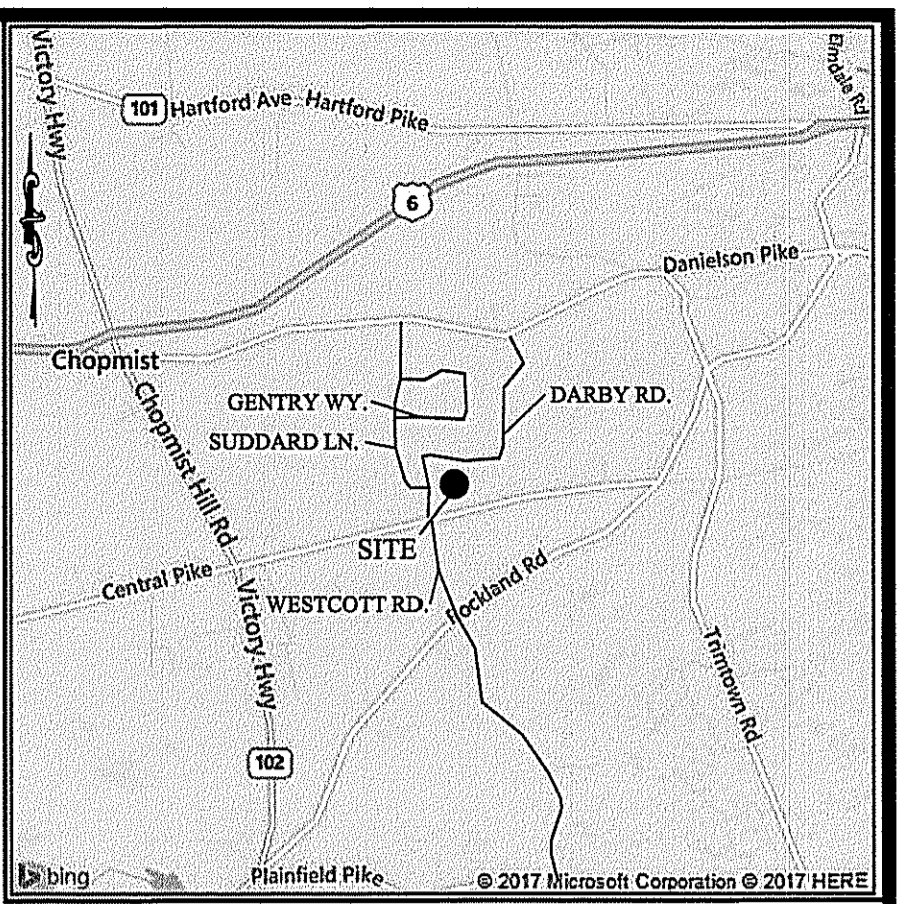 Victory Hwy
Elmdale Rd
101
Hartford Ave
Hartford Pike
6
Danielson Pike
Chopmist
Chopmist Hill Rd
GENTRY WY.
DARBY RD.
SUDDARD LN.
SITE
Central Pike
WESTCOTT RD.
Rockland Rd
Victory Hwy
Trimtown Rd
102
bing
Plainfield Pike
© 2017 Microsoft Corporation © 2017 HERE